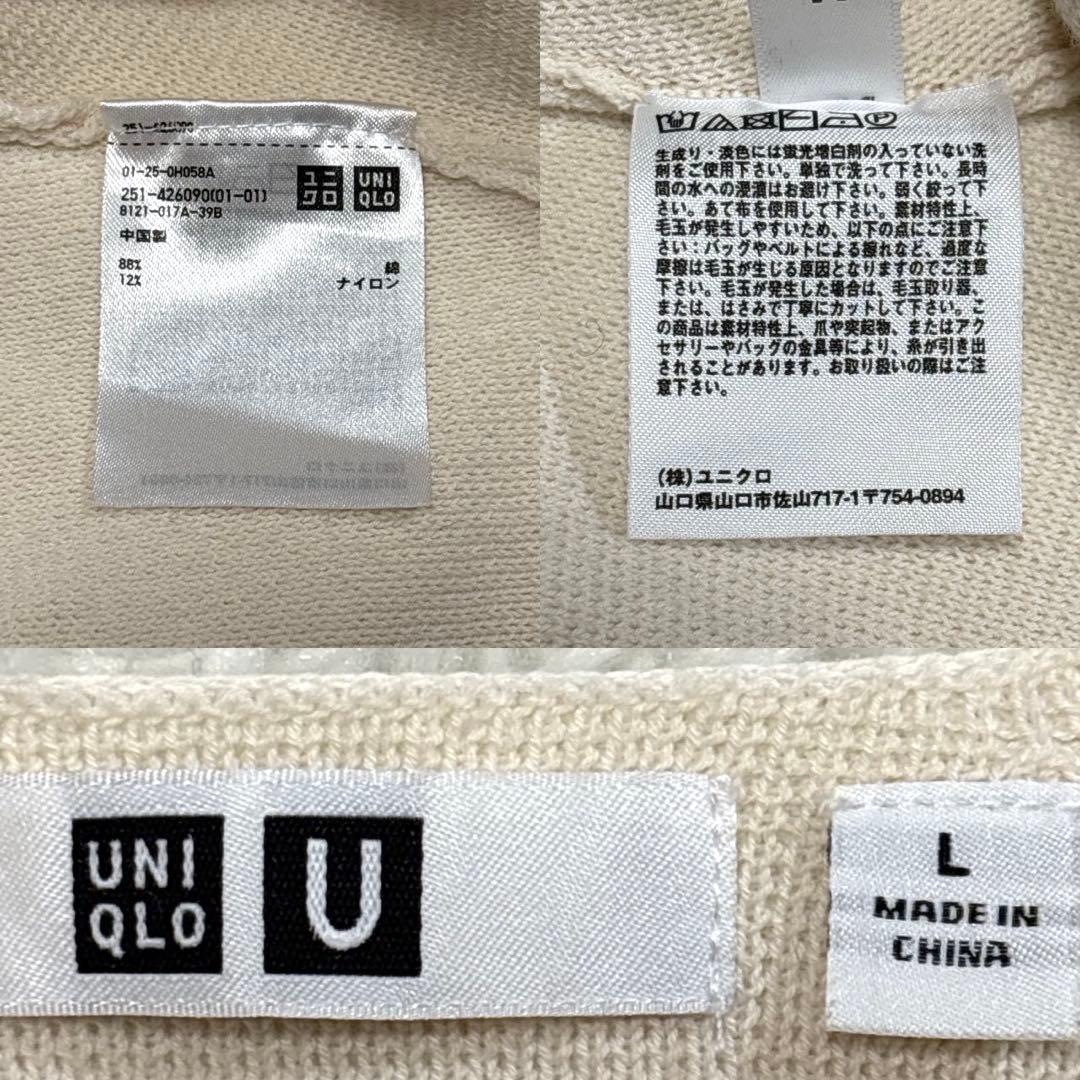 251-426090
01-25-0H058A
251-426090(01-01)
8121-017A-39B
ユニクロ
UNIQLO
中国製
88% 綿
12% ナイロン
生成り・淡色には蛍光増白剤の入っていない洗
剤をご使用下さい。単独で洗って下さい。長時
間の水への浸漬はお避け下さい。弱く絞って下
さい。あて布を使用して下さい。素材特性上、
毛玉が発生しやすいため、以下の点にご注意下
さい：バッグやベルトによる擦れなど、過度な
摩擦は毛玉が生じる原因となりますのでご注意
下さい。毛玉が発生した場合は、毛玉取り器、
または、はさみで丁寧にカットして下さい。こ
の商品は素材特性上、爪や突起物、またはアク
セサリーやバッグの金具等により、糸が引き出
されることがあります。お取り扱いの際はご注
意下さい。
(株)ユニクロ
山口県山口市佐山717-1〒754-0894
UNI
QLO
U
L
MADE IN
CHINA